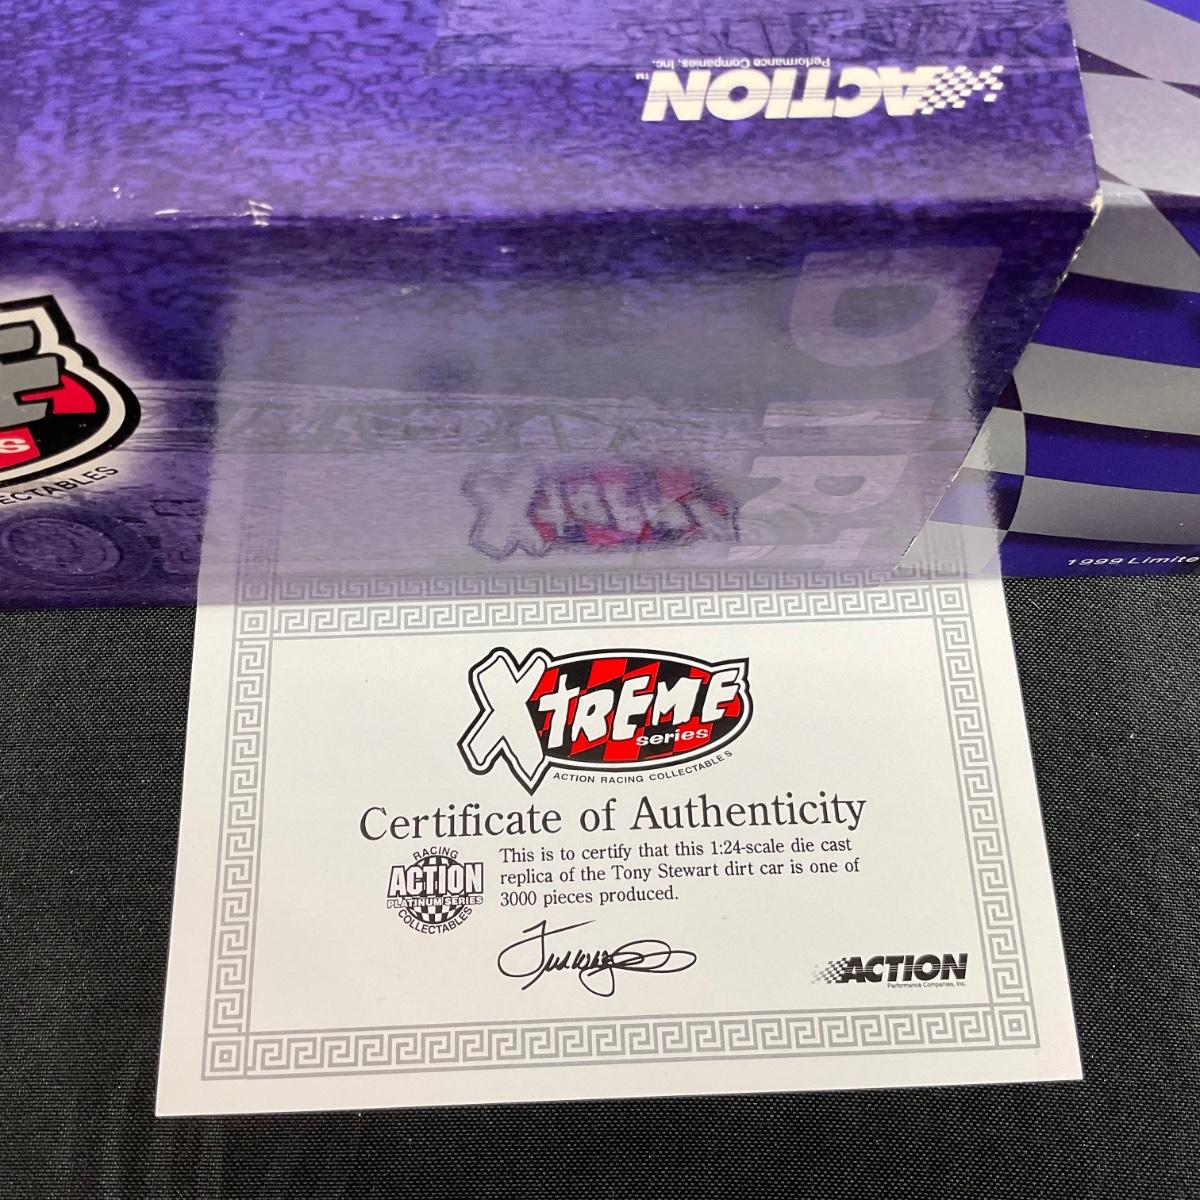 ACTION™
Performance Companies, Inc.
ECTABLES
1999 Limite
XTREME
series
ACTION RACING COLLECTABLES
Certificate of Authenticity
RACING
ACTION
PLATINUM SERIES
COLLECTABLES
This is to certify that this 1:24-scale die cast
replica of the Tony Stewart dirt car is one of
3000 pieces produced.
ACTION
Performance Companies, Inc.